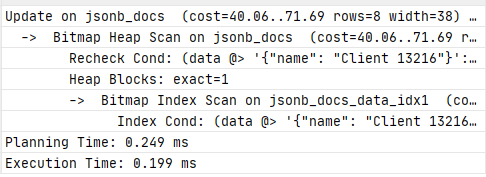 Update on jsonb_docs  (cost=40.06..71.69 rows=8 width=38) …
  ->  Bitmap Heap Scan on jsonb_docs  (cost=40.06..71.69 r…
        Recheck Cond: (data @> '{"name": "Client 13216"}':…
        Heap Blocks: exact=1
        ->  Bitmap Index Scan on jsonb_docs_data_idx1  (co…
              Index Cond: (data @> '{"name": "Client 13216…
Planning Time: 0.249 ms
Execution Time: 0.199 ms